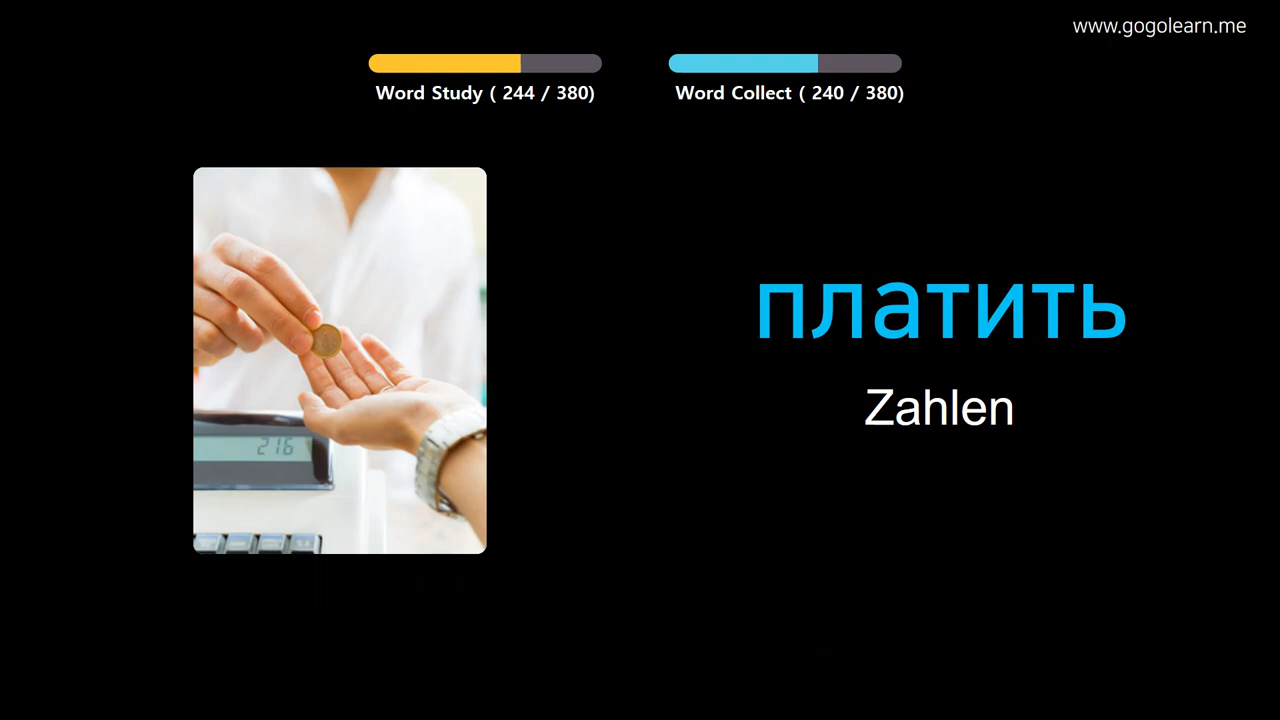 www.gogolearn.me
Word Study ( 244 / 380)
Word Collect ( 240 / 380)
платить
Zahlen
216